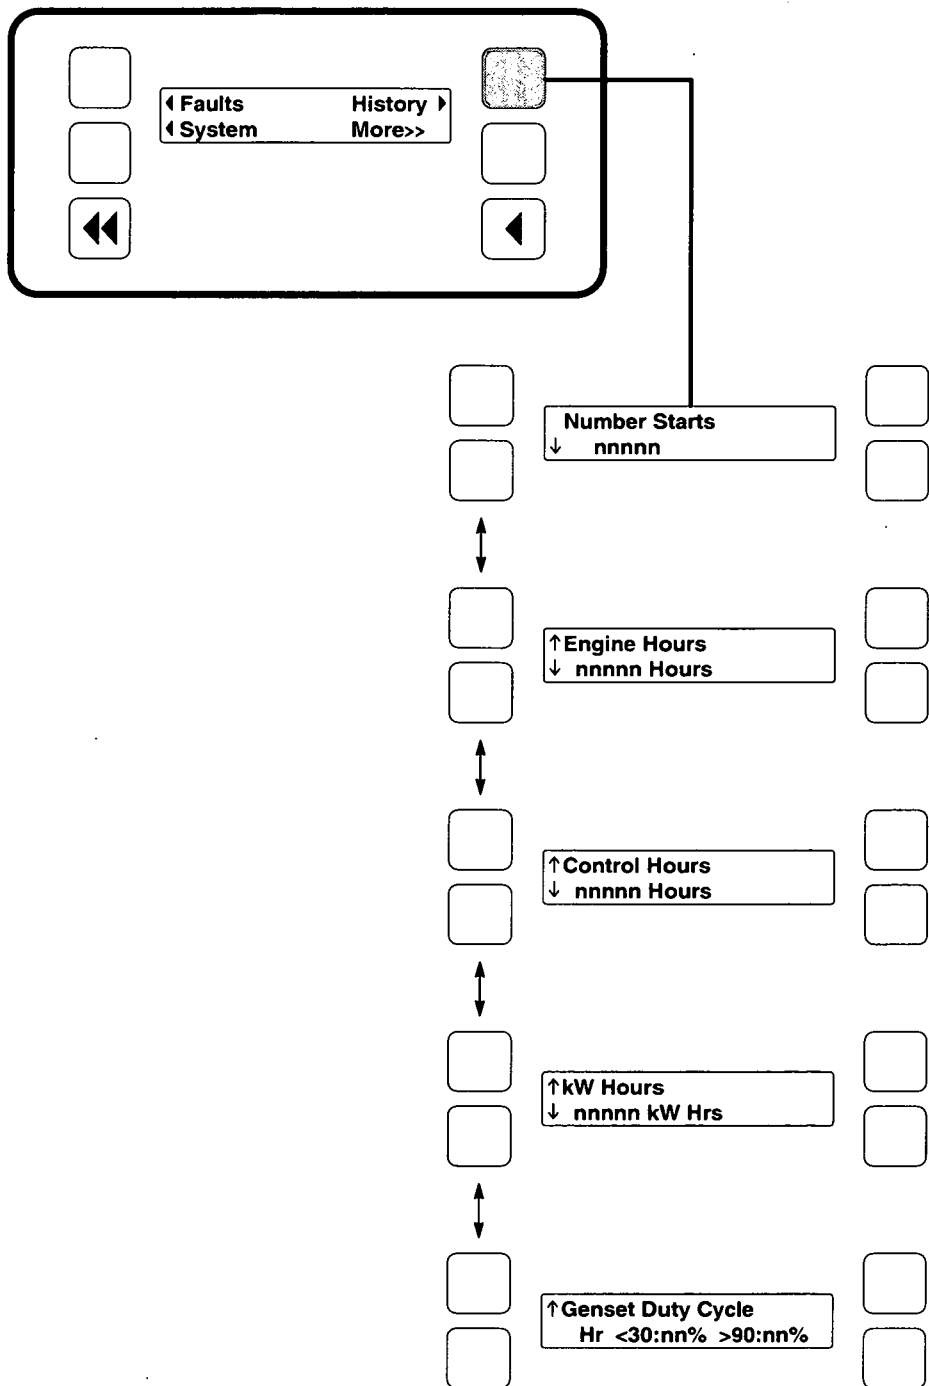 ◀ Faults History ▶
◀ System More>>
Number Starts
↓ nnnnn
↑ Engine Hours
↓ nnnnn Hours
↑ Control Hours
↓ nnnnn Hours
↑ kW Hours
↓ nnnnn kW Hrs
↑ Genset Duty Cycle
Hr <30:nn% >90:nn%